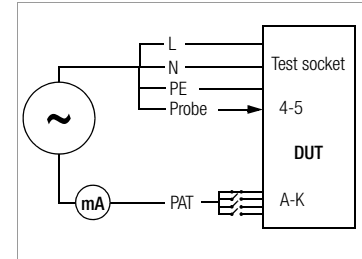 L
N
Test socket
PE
Probe
4-5
~
DUT
mA
PAT
A-K